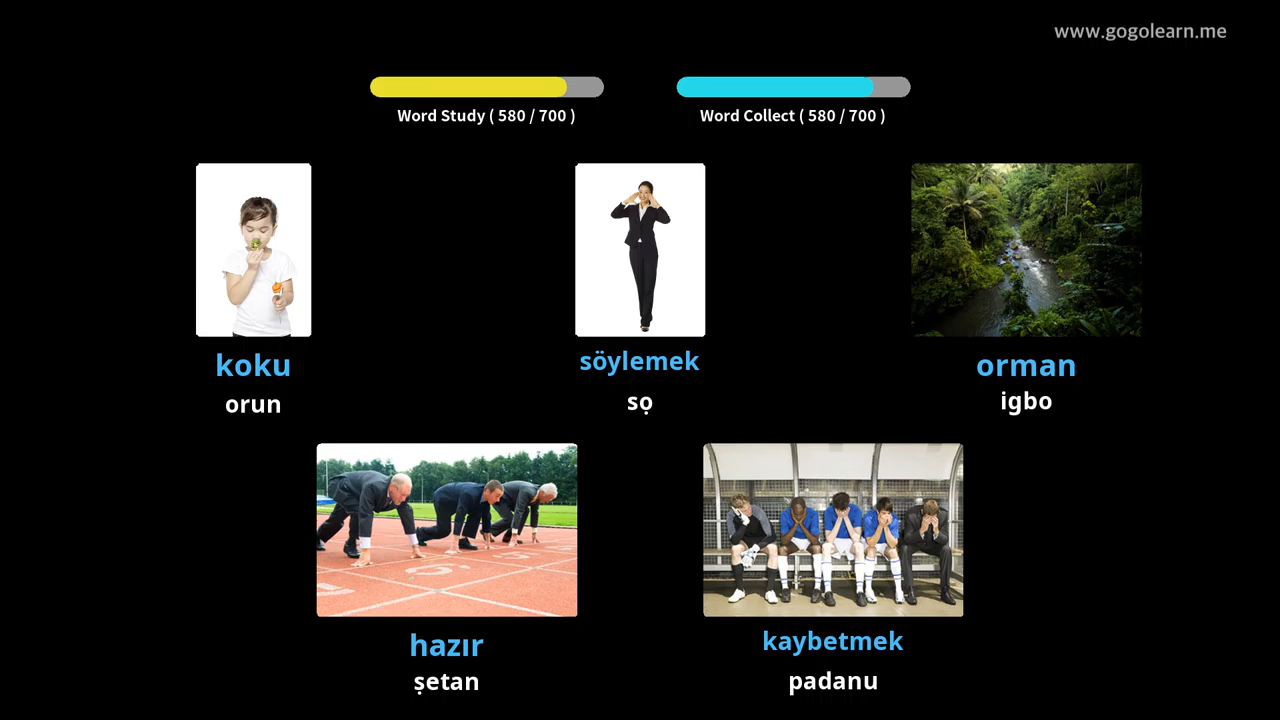 www.gogolearn.me
Word Study ( 580 / 700 )
Word Collect ( 580 / 700 )
koku
orun
söylemek
sọ
orman
igbo
hazır
ṣetan
kaybetmek
padanu